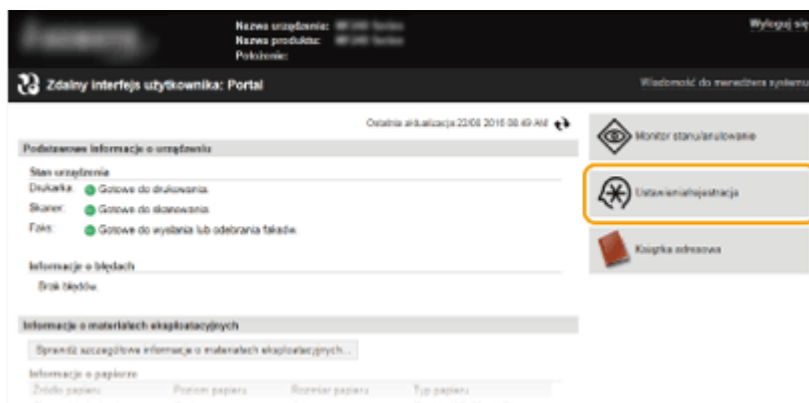 Nazwa urządzenia:
Nazwa produktu:
Położenie:
Wyloguj się
Zdalny interfejs użytkownika: Portal
Wiadomość do menedżera systemu
Ostatnia aktualizacja:22/08 2016 08:49 AM
Podstawowe informacje o urządzeniu
Stan urządzenia
Drukarka: Gotowe do drukowania.
Skaner: Gotowe do skanowania.
Faks: Gotowe do wysłania lub odebrania faksów.
Informacje o błędach
Brak błędów.
Informacje o materiałach eksploatacyjnych
Sprawdź szczegółowe informacje o materiałach eksploatacyjnych...
Informacje o papierze
Źródło papieru Poziom papieru Rozmiar papieru Typ papieru
Monitor stanu/anulowanie
Ustawienia/rejestracja
Książka adresowa